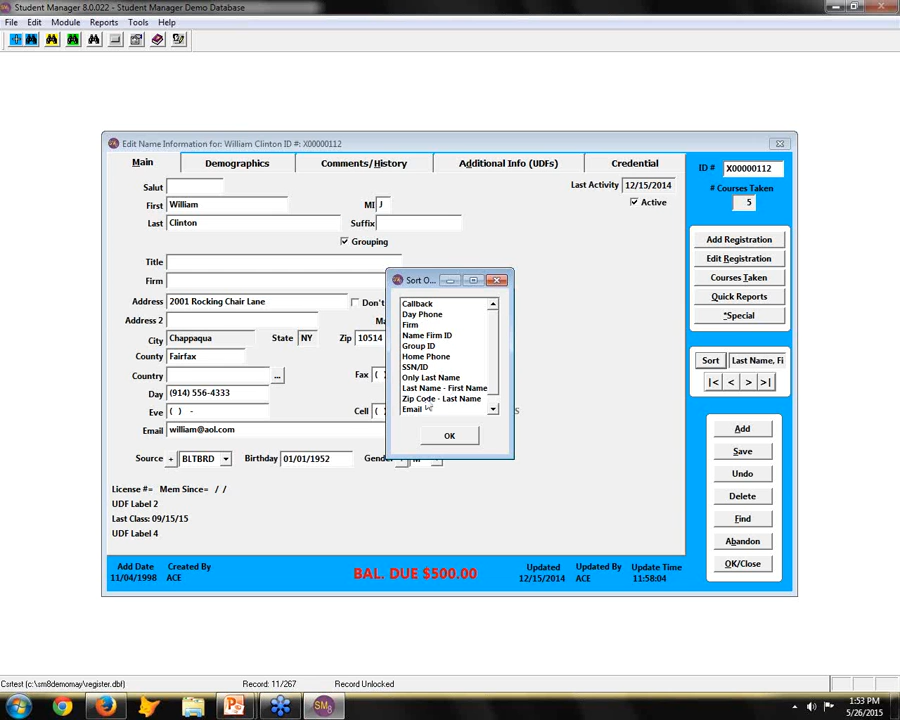 Student Manager 8.0.022 - Student Manager Demo Database
File Edit Module Reports Tools Help
Edit Name Information for: William Clinton ID #: X0000112
Main Demographics Comments/History Additional Info (UDFs) Credential
ID # X0000112
Salut
Last Activity 12/15/2014
# Courses Taken
5
First William MI J
Active
Last Clinton Suffix
Grouping
Title
Firm
Address 2001 Rocking Chair Lane Don't
Address 2
City Chappaqua State NY Zip 10514
County Fairfax
Country ... Fax ( )
Day (914) 556-4333
Eve ( ) - Cell ( )
Email william@aol.com
Source + BLTBRD Birthday 01/01/1952 Gender
License #= Mem Since= / /
UDF Label 2
Last Class: 09/15/15
UDF Label 4
Sort O...
Callback
Day Phone
Firm
Name Firm ID
Group ID
Home Phone
SSN/ID
Only Last Name
Last Name - First Name
Zip Code - Last Name
Email
OK
Add Registration
Edit Registration
Courses Taken
Quick Reports
*Special
Sort Last Name, Fi
|< < > >|
Add
Save
Undo
Delete
Find
Abandon
OK/Close
Add Date Created By
11/04/1998 ACE
BAL. DUE $500.00
Updated Updated By Update Time
12/15/2014 ACE 11:58:04
Csrtest (c:\sm8demomay\register.dbf) Record: 11/267 Record Unlocked
SM8
1:53 PM
5/26/2015